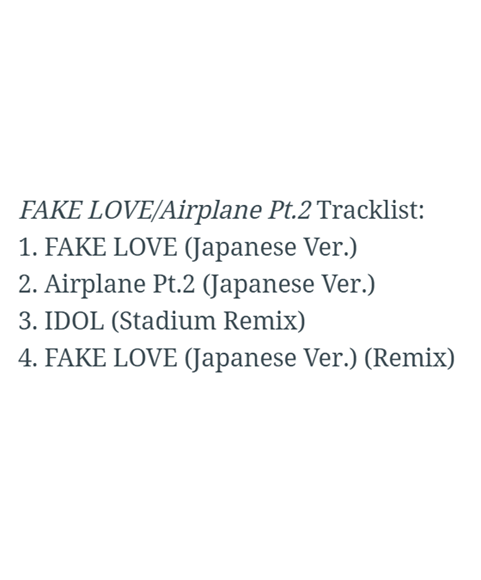 FAKE LOVE/Airplane Pt.2 Tracklist:
1. FAKE LOVE (Japanese Ver.)
2. Airplane Pt.2 (Japanese Ver.)
3. IDOL (Stadium Remix)
4. FAKE LOVE (Japanese Ver.) (Remix)